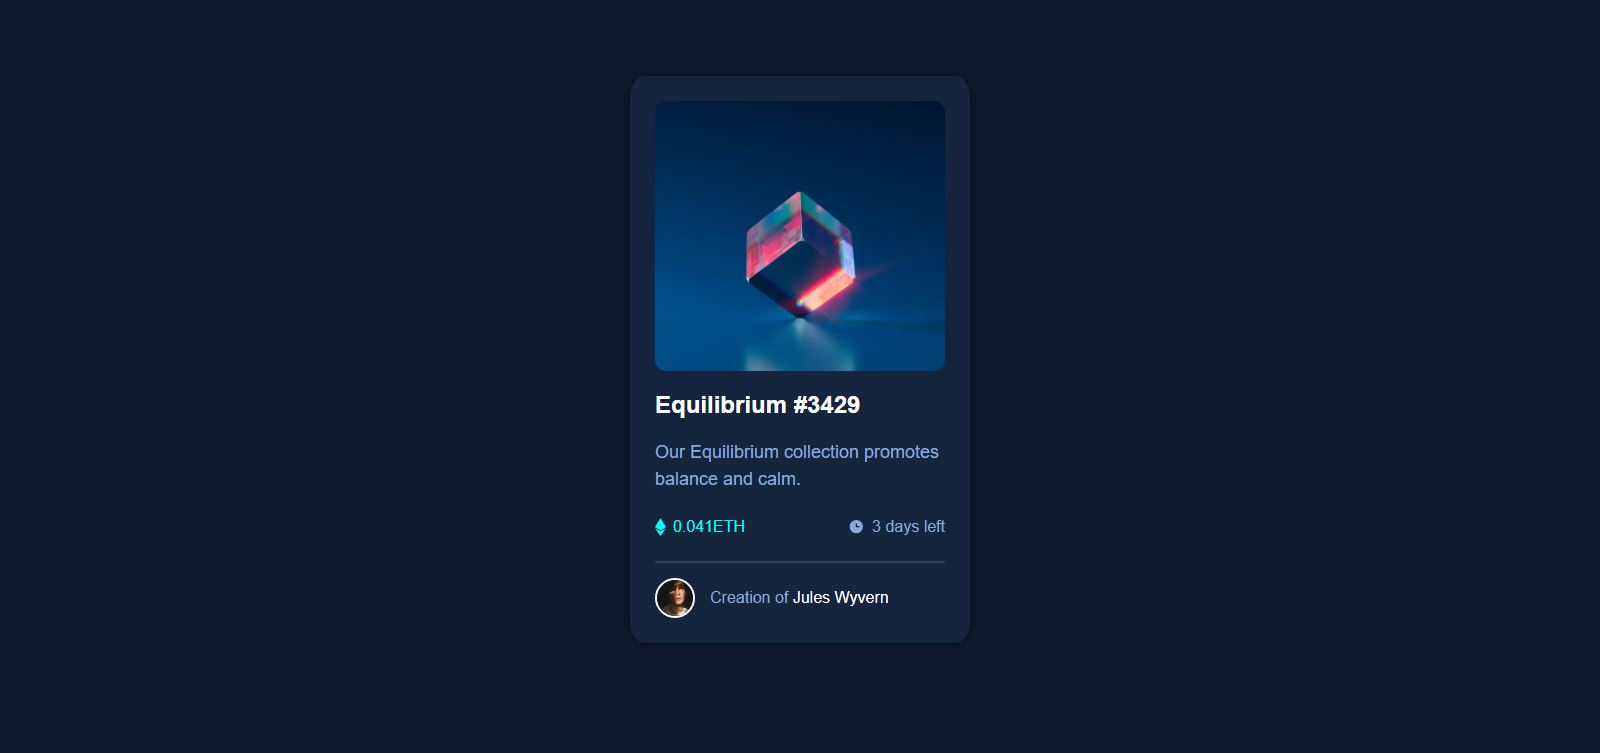 Equilibrium #3429
Our Equilibrium collection promotes
balance and calm.
0.041ETH 3 days left
Creation of Jules Wyvern